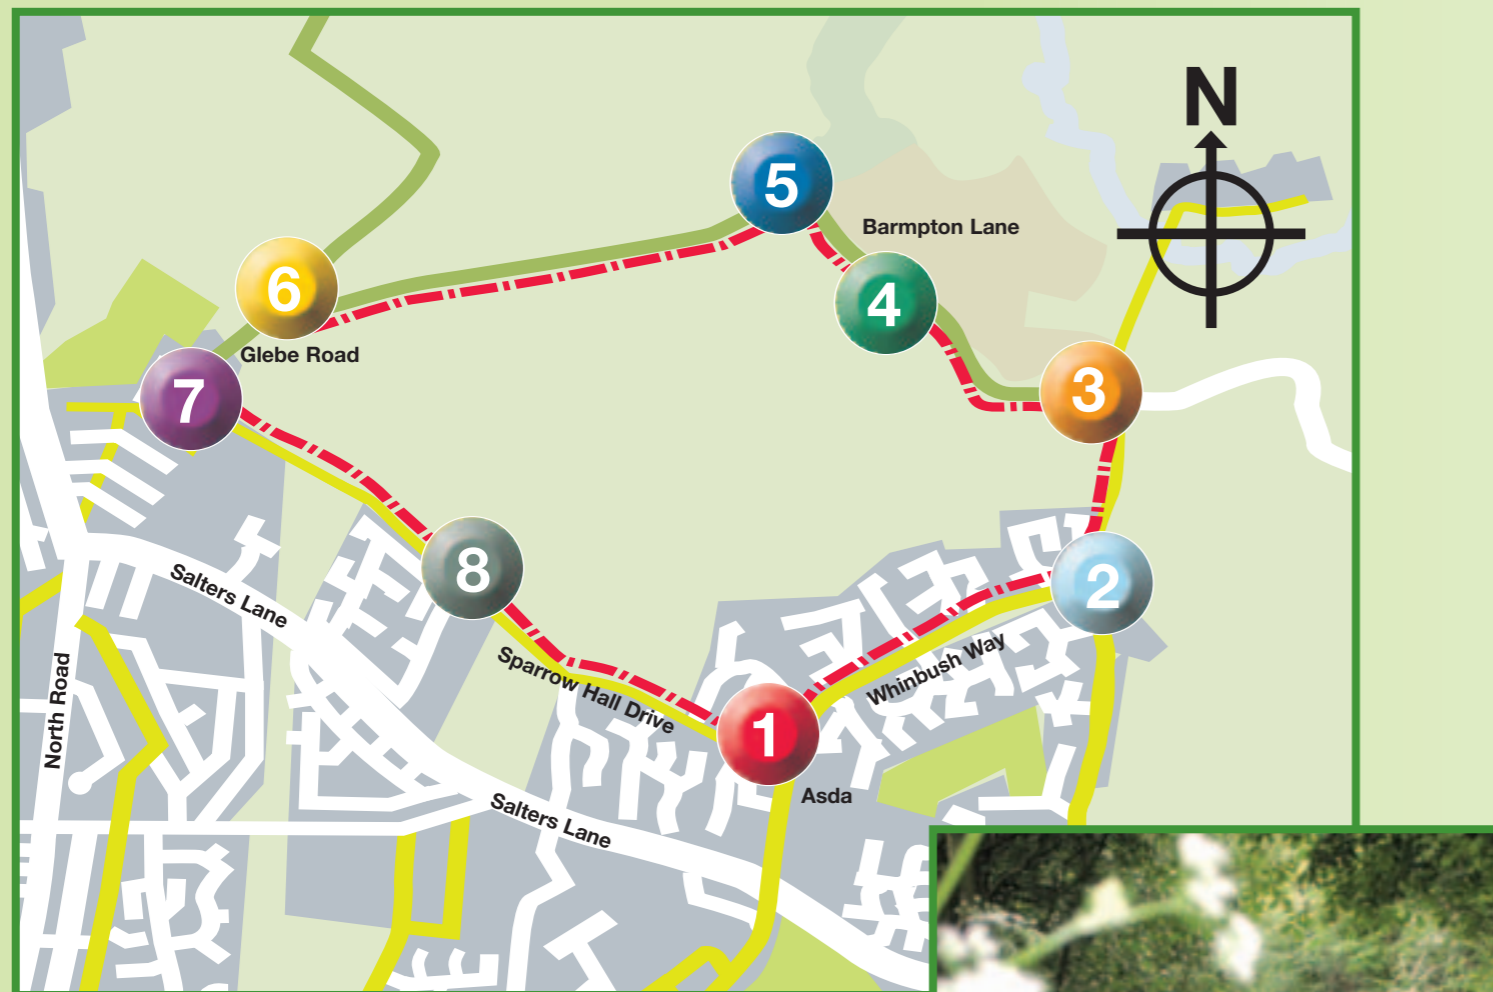 N
5
Barmpton Lane
4
6
Glebe Road
3
7
8
2
Salters Lane
Sparrow Hall Drive
Whinbush Way
North Road
1
Asda
Salters Lane